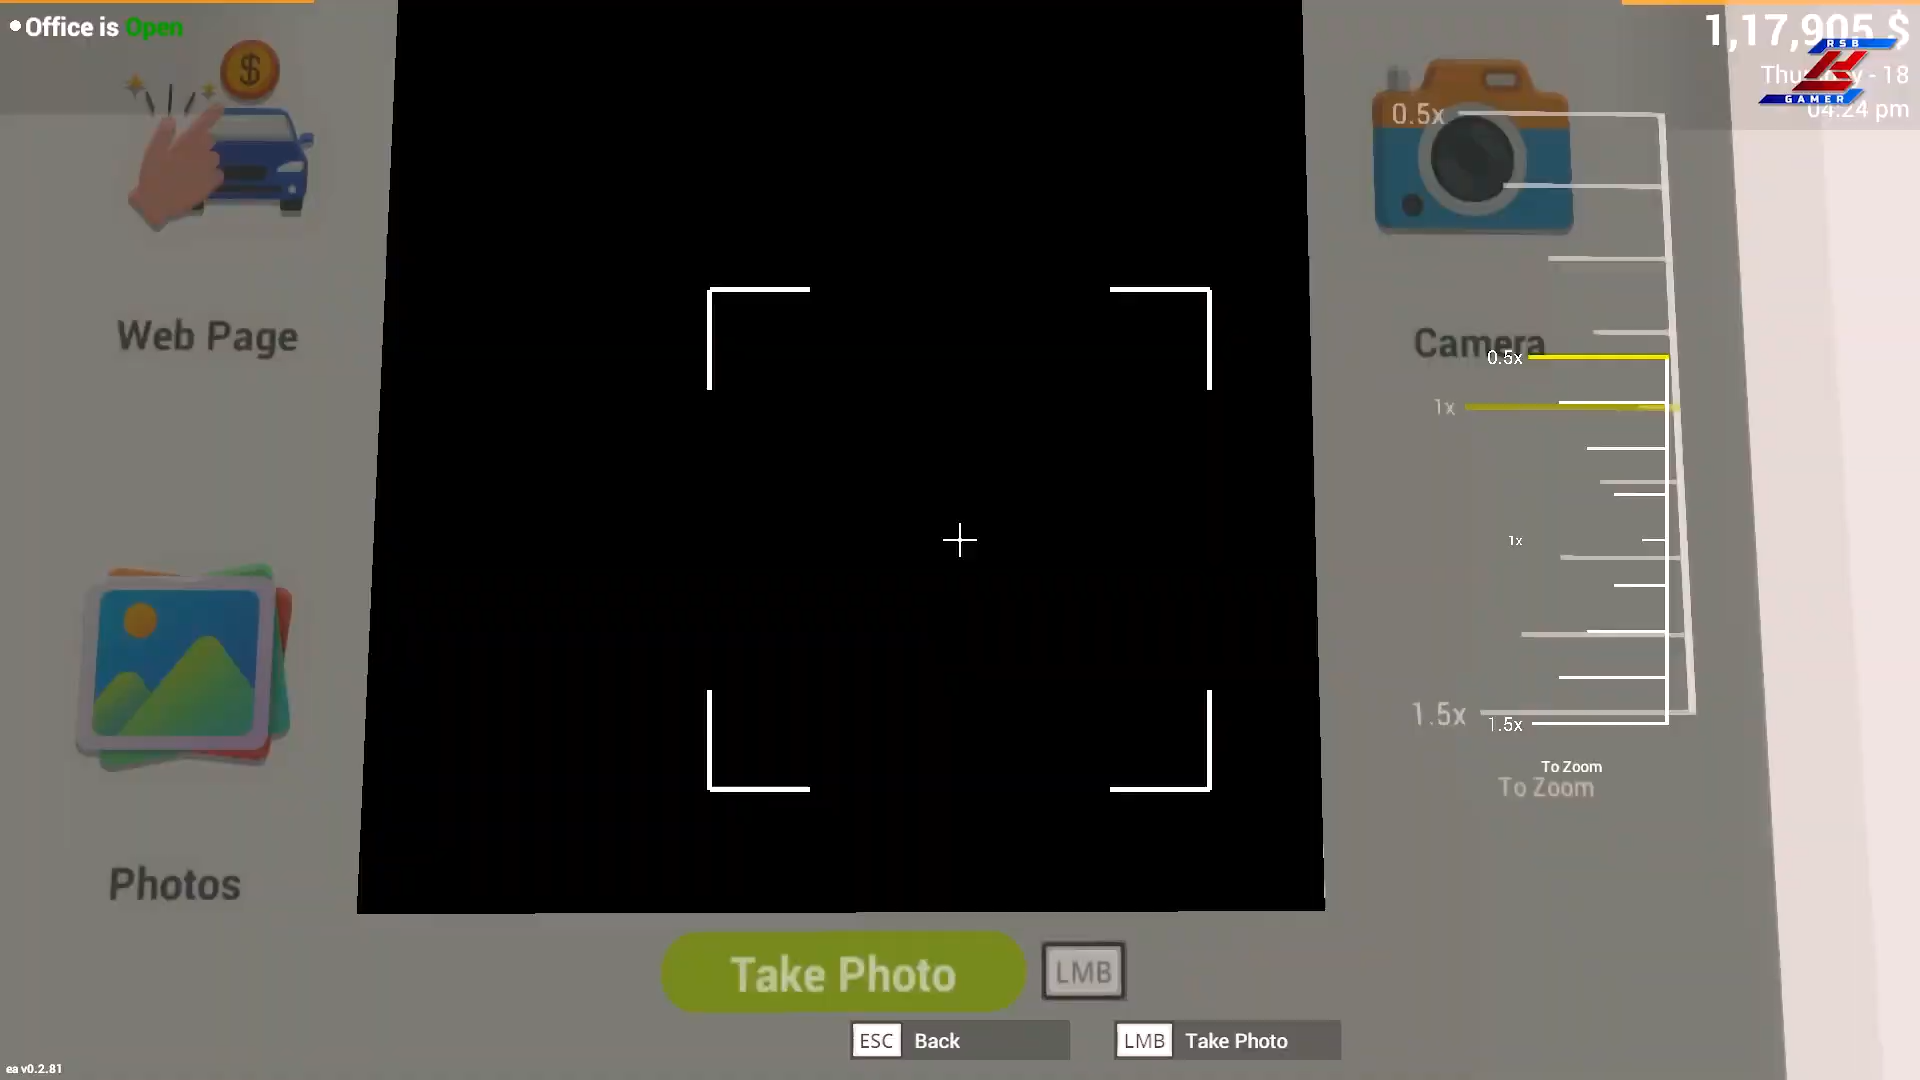 Office is Open
1,17,905 $
RSB
GAMER
- 18
04:24 pm
0.5x
Web Page
Camera
0.5x
1x
1x
1.5x
1.5x
To Zoom
To Zoom
Photos
Take Photo
LMB
ESC Back
LMB Take Photo
ea v0.2.81